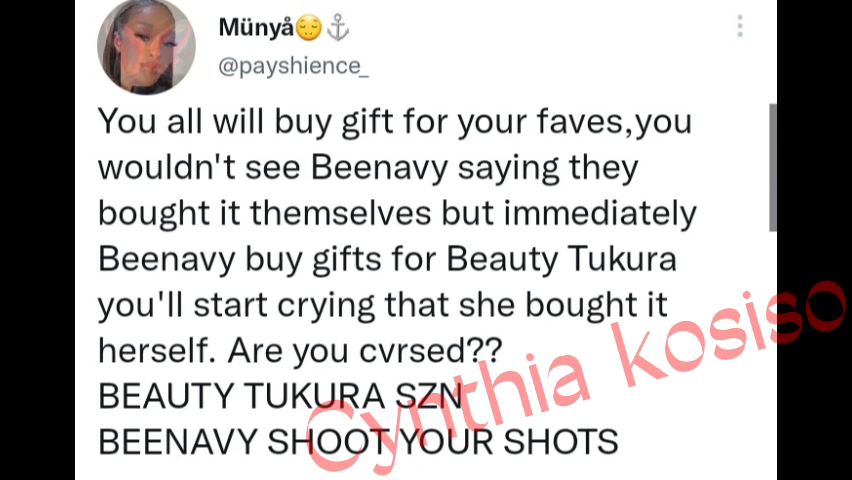 Münyå😌⚓
@payshience_
You all will buy gift for your faves,you
wouldn't see Beenavy saying they
bought it themselves but immediately
Beenavy buy gifts for Beauty Tukura
you'll start crying that she bought it
herself. Are you cvrsed??
BEAUTY TUKURA SZN
BEENAVY SHOOT YOUR SHOTS
Cynthia kosiso